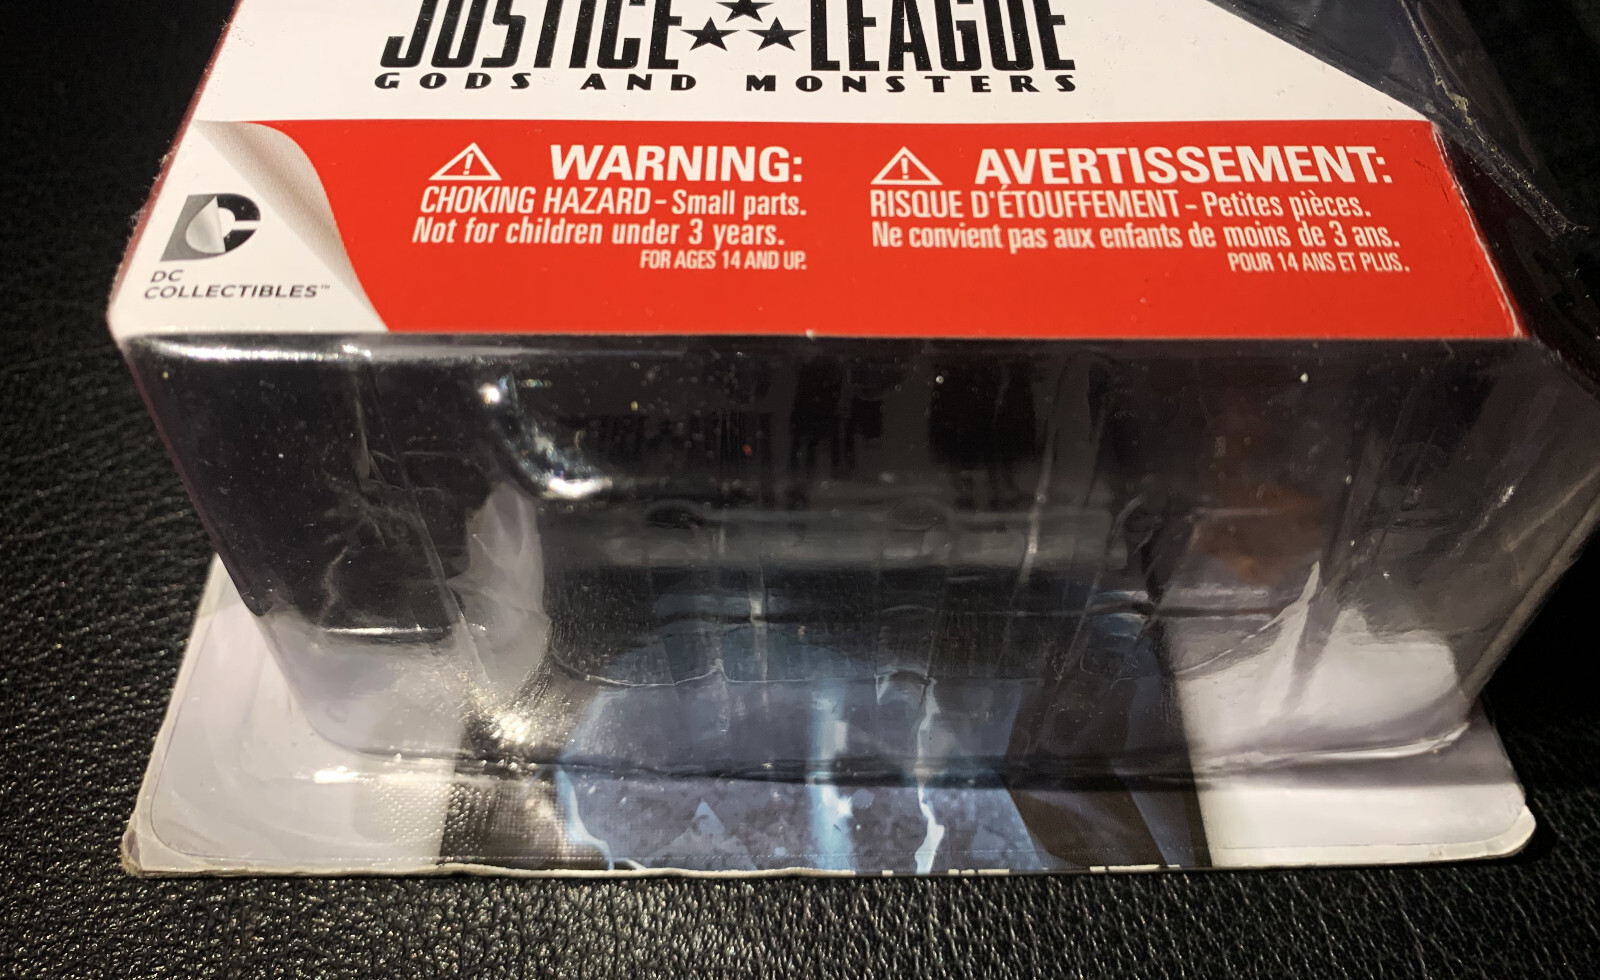 JUSTICE LEAGUE
GODS AND MONSTERS
WARNING:
CHOKING HAZARD – Small parts.
Not for children under 3 years.
FOR AGES 14 AND UP.
AVERTISSEMENT:
RISQUE D'ÉTOUFFEMENT – Petites pièces.
Ne convient pas aux enfants de moins de 3 ans.
POUR 14 ANS ET PLUS.
DC
DC
COLLECTIBLES™